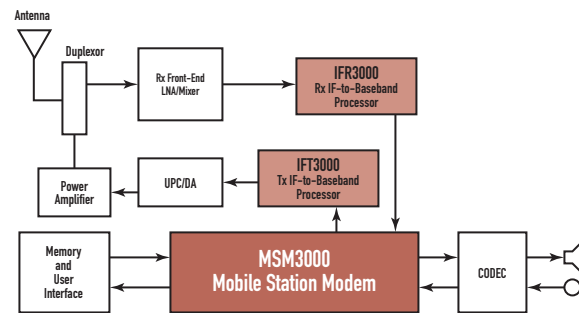 Antenna
Duplexor
Rx Front-End
LNA/Mixer
IFR3000
Rx IF-to-Baseband
Processor
Power
Amplifier
UPC/DA
IFT3000
Tx IF-to-Baseband
Processor
Memory
and
User
Interface
MSM3000
Mobile Station Modem
CODEC